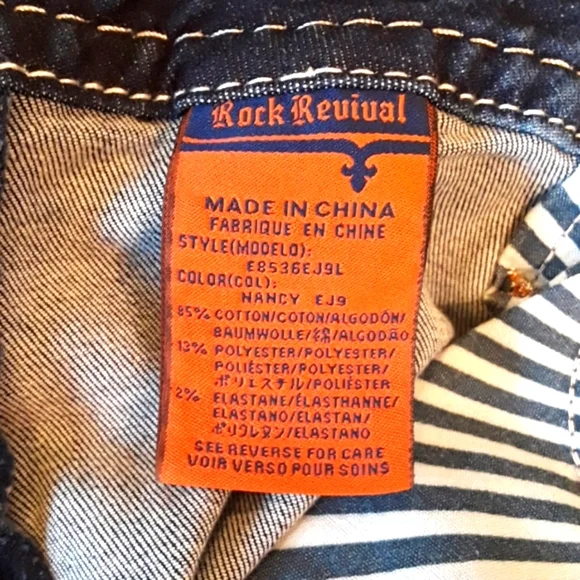 Rock Revival
MADE IN CHINA
FABRIQUE EN CHINE
STYLE(MODELO):
E8536EJ9L
COLOR(COL):
NANCY EJ9
85% COTTON/COTON/ALGODÓN/
BAUMWOLLE/綿/ALGODÃO
13% POLYESTER/POLYESTER/
POLIÉSTER/POLYESTER/
ポリエステル/POLIÉSTER
2% ELASTANE/ÉLASTHANNE/
ELASTANO/ELASTAN/
ポリウレタン/ELASTANO
SEE REVERSE FOR CARE
VOIR VERSO POUR SOINS